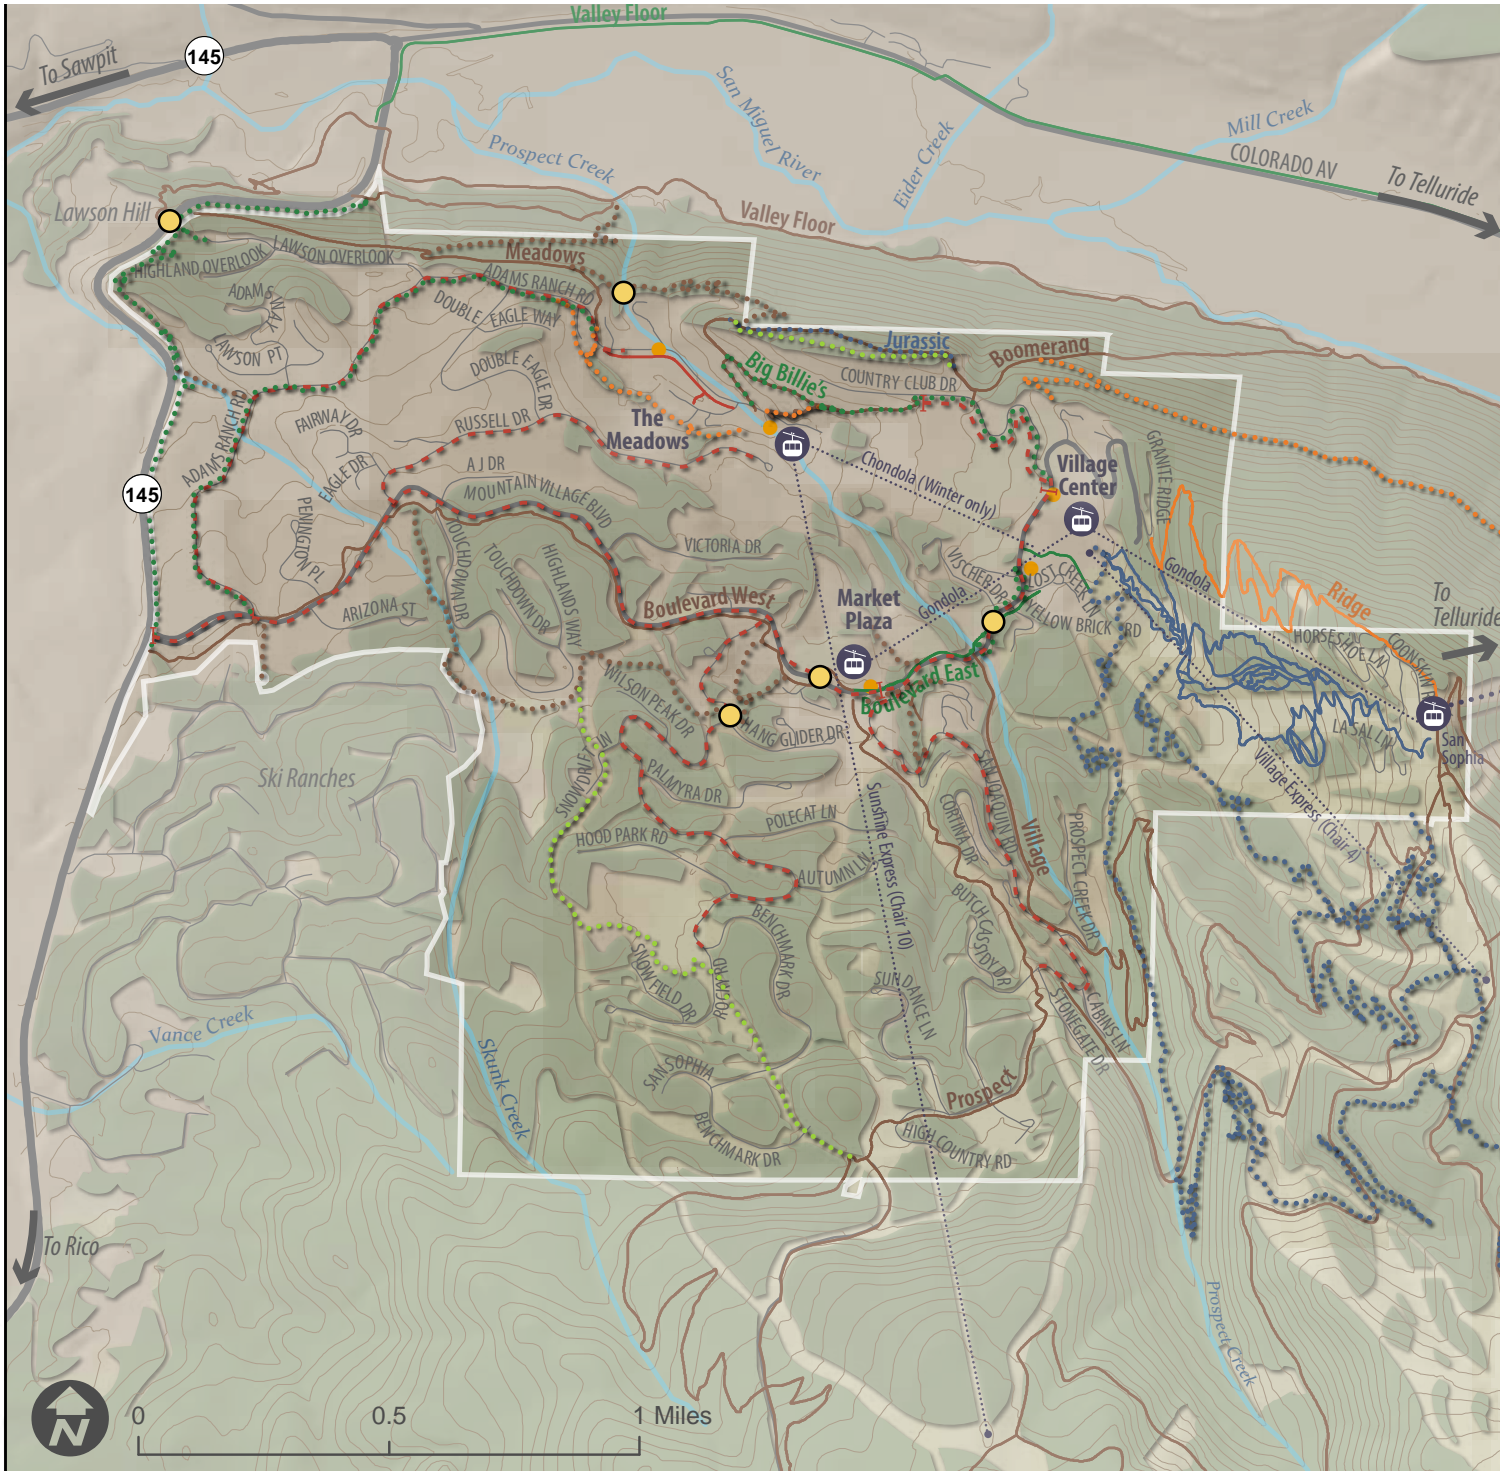 Valley Floor
To Sawpit
145
San Miguel River
Mill Creek
Prospect Creek
Eider Creek
COLORADO AV
To Telluride
Lawson Hill
Valley Floor
LAWSON OVERLOOK
Meadows
HIGHLAND OVERLOOK
ADAMS RANCH RD
ADAMS WAY
DOUBLE EAGLE WAY
Jurassic
Boomerang
LAWSON PT
DOUBLE EAGLE DR
Big Billie's
COUNTRY CLUB DR
ADAMS RANCH RD
FAIRWAY DR
RUSSELL DR
The
Meadows
GRANITE RIDGE
Village
Center
Chondola (Winter only)
A J DR
EAGLE DR
145
MOUNTAIN VILLAGE BLVD
PENINGTON PL
TOUCHDOWN DR
TOUCHDOWN DR
HIGHLANDS WAY
VICTORIA DR
VISCHER DR
LOST CREEK LN
Gondola
Gondola
Market
Plaza
Boulevard West
ARIZONA ST
YELLOW BRICK RD
Ridge
To
Telluride
HORSESHOE LN
COONSKIN
Boulevard East
WILSON PEAK DR
HANG GLIDER DR
LA SAL LN
San
Sophia
Ski Ranches
SNOWDRIFT LN
PALMYRA DR
SAN JOAQUIN RD
Village Express (Chair 4)
Sunshine Express (Chair 10)
POLECAT LN
CORTINA DR
Village
HOOD PARK RD
AUTUMN LN
PROSPECT CREEK DR
BENCHMARK DR
BUTCH CASSIDY DR
SNOWFIELD DR
ROCKY RD
SUNDANCE LN
CABINS LN
STONEGATE DR
Vance Creek
Skunk Creek
SAN SOPHIA
Prospect
BENCHMARK DR
HIGH COUNTRY RD
To Rico
Prospect Creek
N
0
0.5
1 Miles